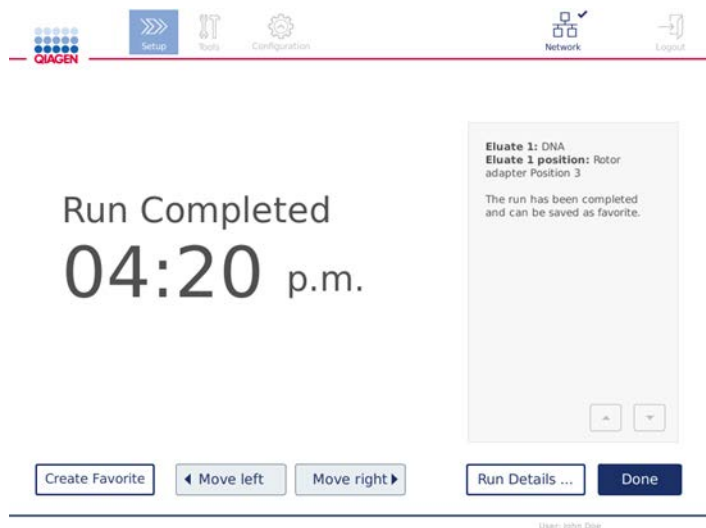 Setup
Tools
Configuration
Network
Logout
QIAGEN
Run Completed
04:20 p.m.
Eluate 1: DNA
Eluate 1 position: Rotor
adapter Position 3
The run has been completed
and can be saved as favorite.
Create Favorite
Move left
Move right
Run Details ...
Done
User: John Doe